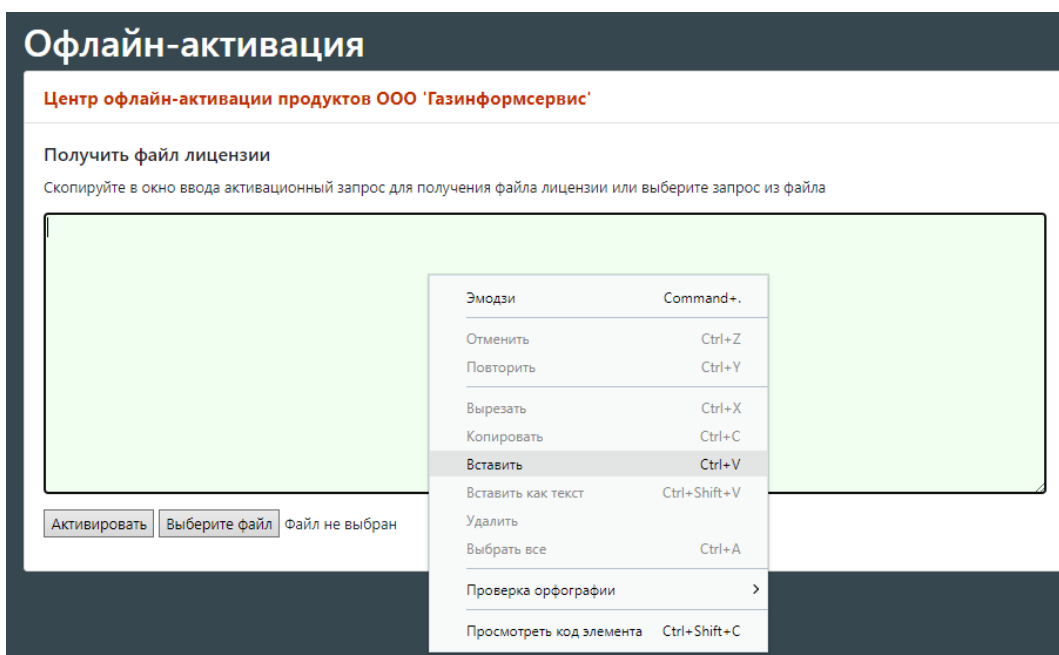 Офлайн-активация
Центр офлайн-активации продуктов ООО 'Газинформсервис'
Получить файл лицензии
Скопируйте в окно ввода активационный запрос для получения файла лицензии или выберите запрос из файла
Эмодзи Command+.
Отменить Ctrl+Z
Повторить Ctrl+Y
Вырезать Ctrl+X
Копировать Ctrl+C
Вставить Ctrl+V
Вставить как текст Ctrl+Shift+V
Удалить
Выбрать все Ctrl+A
Проверка орфографии
Просмотреть код элемента Ctrl+Shift+C
Активировать Выберите файл Файл не выбран